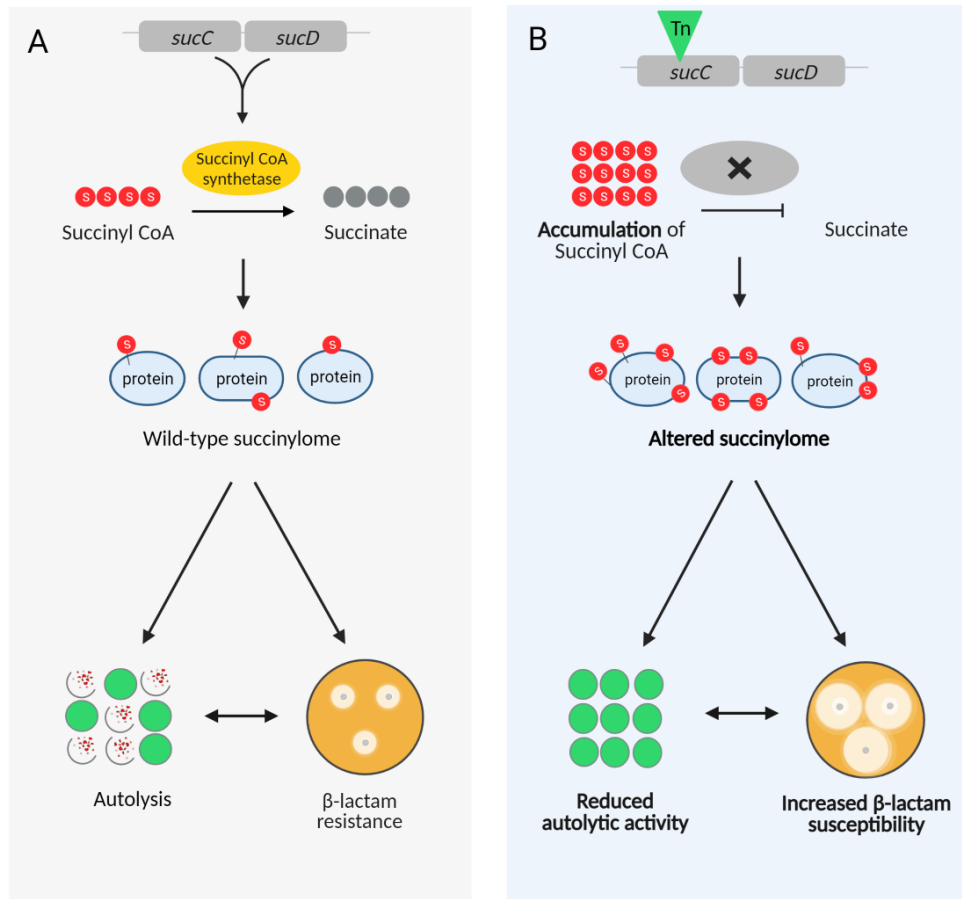 A
sucC sucD
Succinyl CoA
synthetase
S S S S
Succinyl CoA Succinate
S S S
protein protein protein
S
Wild-type succinylome
Autolysis
β-lactam
resistance
B
Tn
sucC sucD
S S S S
S S S S
S S S S
Accumulation of
Succinyl CoA
Succinate
S S S S S S
S S
protein protein protein
S S S S
Altered succinylome
Reduced
autolytic activity
Increased β-lactam
susceptibility